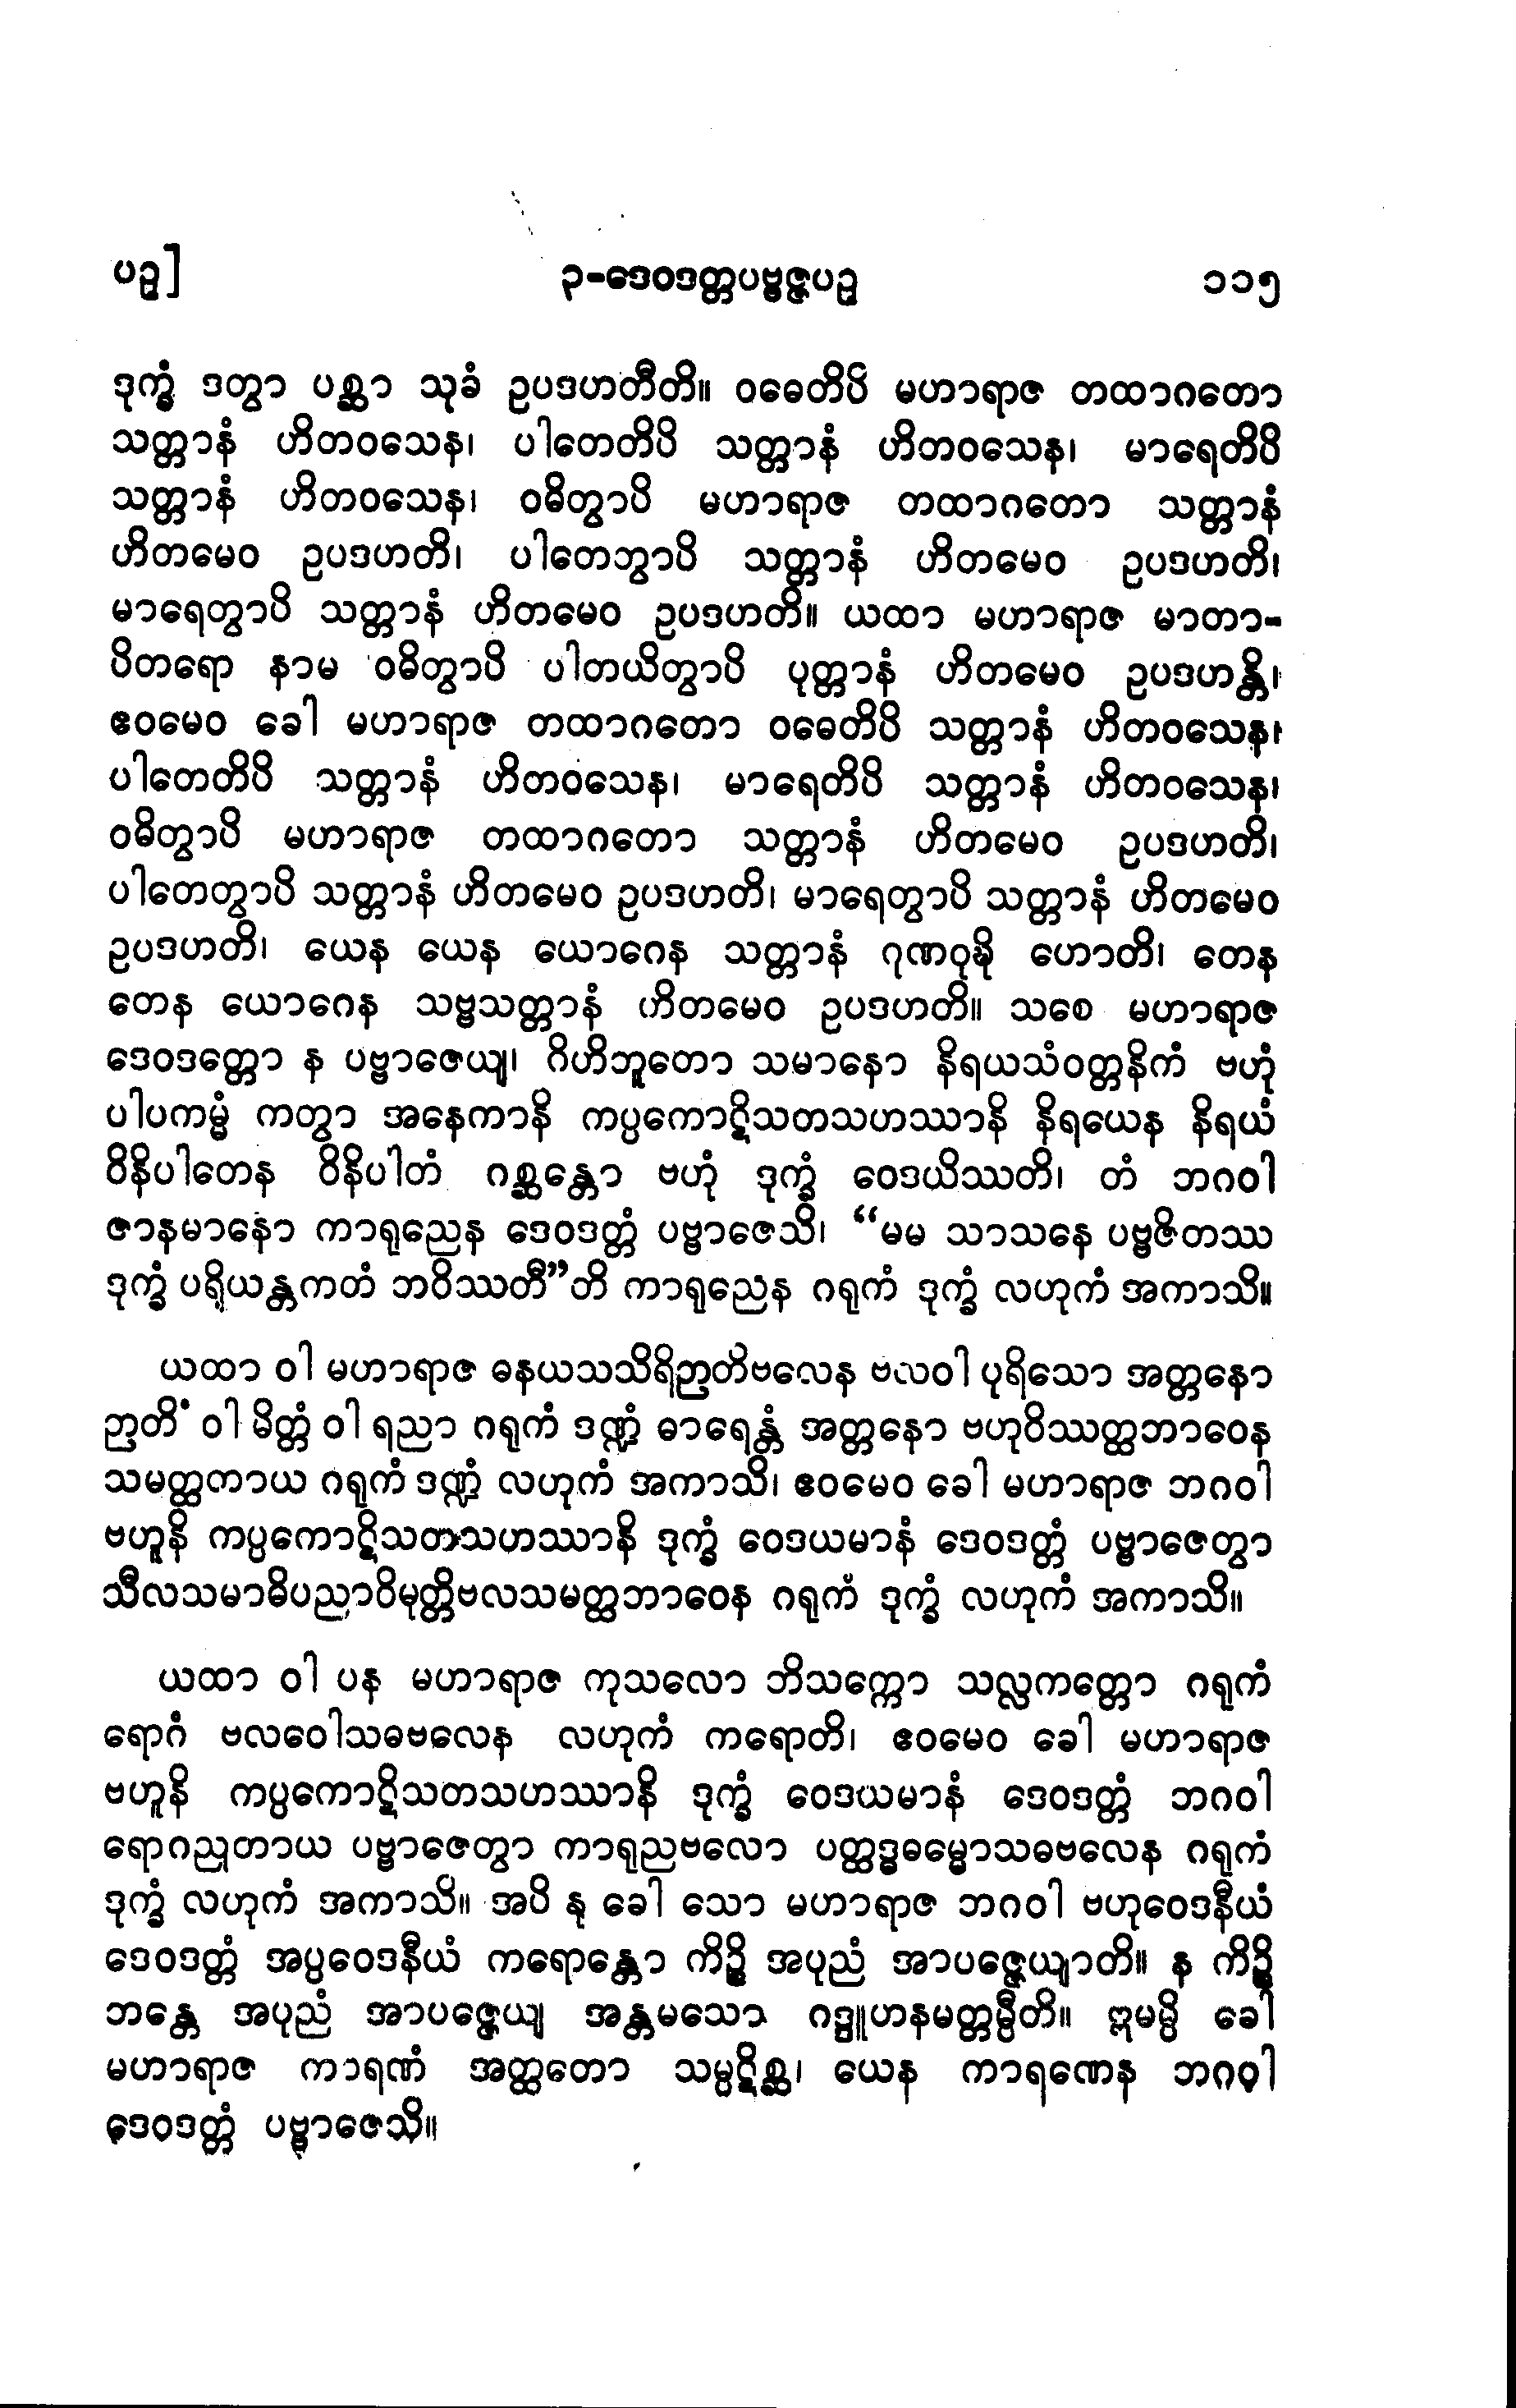 ပဥှ] ၃-ဒေဝဒတ္တပဗ္ဗဇ္ဇပဥှ ၁၁၅
ဒုက္ခံ ဒတွာ ပစ္ဆာ သုခံ ဥပဒဟတီတိ။ ဝဓေတိပိ မဟာရာဇ တထာဂတော
သတ္တာနံ ဟိတဝသေန၊ ပါတေတိပိ သတ္တာနံ ဟိတဝသေန၊ မာရေတိပိ
သတ္တာနံ ဟိတဝသေန၊ ဝဓိတွာပိ မဟာရာဇ တထာဂတော သတ္တာနံ
ဟိတမေဝ ဥပဒဟတိ၊ ပါတေတွာပိ သတ္တာနံ ဟိတမေဝ ဥပဒဟတိ၊
မာရေတွာပိ သတ္တာနံ ဟိတမေဝ ဥပဒဟတိ။ ယထာ မဟာရာဇ မာတာ-
ပိတရော နာမ ဝဓိတွာပိ ပါတယိတွာပိ ပုတ္တာနံ ဟိတမေဝ ဥပဒဟန္တိ၊
ဧဝမေဝ ခေါ မဟာရာဇ တထာဂတော ဝဓေတိပိ သတ္တာနံ ဟိတဝသေန၊
ပါတေတိပိ သတ္တာနံ ဟိတဝသေန၊ မာရေတိပိ သတ္တာနံ ဟိတဝသေန၊
ဝဓိတွာပိ မဟာရာဇ တထာဂတော သတ္တာနံ ဟိတမေဝ ဥပဒဟတိ၊
ပါတေတွာပိ သတ္တာနံ ဟိတမေဝ ဥပဒဟတိ၊ မာရေတွာပိ သတ္တာနံ ဟိတမေဝ
ဥပဒဟတိ၊ ယေန ယေန ယောဂေန သတ္တာနံ ဂုဏဝုဍ္ဎိ ဟောတိ၊ တေန
တေန ယောဂေန သဗ္ဗသတ္တာနံ ဟိတမေဝ ဥပဒဟတိ။ သစေ မဟာရာဇ
ဒေဝဒတ္တော န ပဗ္ဗာဇေယျ၊ ဂိဟိဘူတော သမာနော နိရယသံဝတ္တနိကံ ဗဟုံ
ပါပကမ္မံ ကတွာ အနေကာနိ ကပ္ပကောဋိသတသဟဿာနိ နိရယေန နိရယံ
ဝိနိပါတေန ဝိနိပါတံ ဂစ္ဆန္တော ဗဟုံ ဒုက္ခံ ဝေဒယိဿတိ၊ တံ ဘဂဝါ
ဇာနမာနော ကာရုညေန ဒေဝဒတ္တံ ပဗ္ဗာဇေသိ၊ “မမ သာသနေ ပဗ္ဗဇိတဿ
ဒုက္ခံ ပရိယန္တကတံ ဘဝိဿတီ”တိ ကာရုညေန ဂရုကံ ဒုက္ခံ လဟုကံ အကာသိ။
ယထာ ဝါ မဟာရာဇ ဓနယသသိရိဉာတိဗလေန ဗလဝါ ပုရိသော အတ္တနော
ဉာတိံ ဝါ မိတ္တံ ဝါ ရညာ ဂရုကံ ဒဏ္ဍံ ဓာရေန္တံ အတ္တနော ဗဟုဝိဿတ္ထဘာဝေန
သမတ္ထတာယ ဂရုကံ ဒဏ္ဍံ လဟုကံ အကာသိ၊ ဧဝမေဝ ခေါ မဟာရာဇ ဘဂဝါ
ဗဟူနိ ကပ္ပကောဋိသတသဟဿာနိ ဒုက္ခံ ဝေဒယမာနံ ဒေဝဒတ္တံ ပဗ္ဗာဇေတွာ
သီလသမာဓိပညာဝိမုတ္တိဗလသမတ္ထဘာဝေန ဂရုကံ ဒုက္ခံ လဟုကံ အကာသိ။
ယထာ ဝါ ပန မဟာရာဇ ကုသလော ဘိသက္ကော သလ္လကတ္တော ဂရုကံ
ရောဂံ ဗလဝေါသဓဗလေန လဟုကံ ကရောတိ၊ ဧဝမေဝ ခေါ မဟာရာဇ
ဗဟူနိ ကပ္ပကောဋိသတသဟဿာနိ ဒုက္ခံ ဝေဒယမာနံ ဒေဝဒတ္တံ ဘဂဝါ
ရောဂညုတာယ ပဗ္ဗာဇေတွာ ကာရုညဗလော ပတ္ထဒ္ဓဓမ္မောသဓဗလေန ဂရုကံ
ဒုက္ခံ လဟုကံ အကာသိ။ အပိ နု ခေါ သော မဟာရာဇ ဘဂဝါ ဗဟုဝေဒနီယံ
ဒေဝဒတ္တံ အပ္ပဝေဒနီယံ ကရောန္တော ကိဉ္စိ အပုညံ အာပဇ္ဇေယျာတိ။ န ကိဉ္စိ
ဘန္တေ အပုညံ အာပဇ္ဇေယျ အန္တမသော ဂဒ္ဒူဟနမတ္တမ္ပီတိ။ ဣမမ္ပိ ခေါ
မဟာရာဇ ကာရဏံ အတ္ထတော သမ္ပဋိစ္ဆ၊ ယေန ကာရဏေန ဘဂဝါ
ဒေဝဒတ္တံ ပဗ္ဗာဇေသိ။